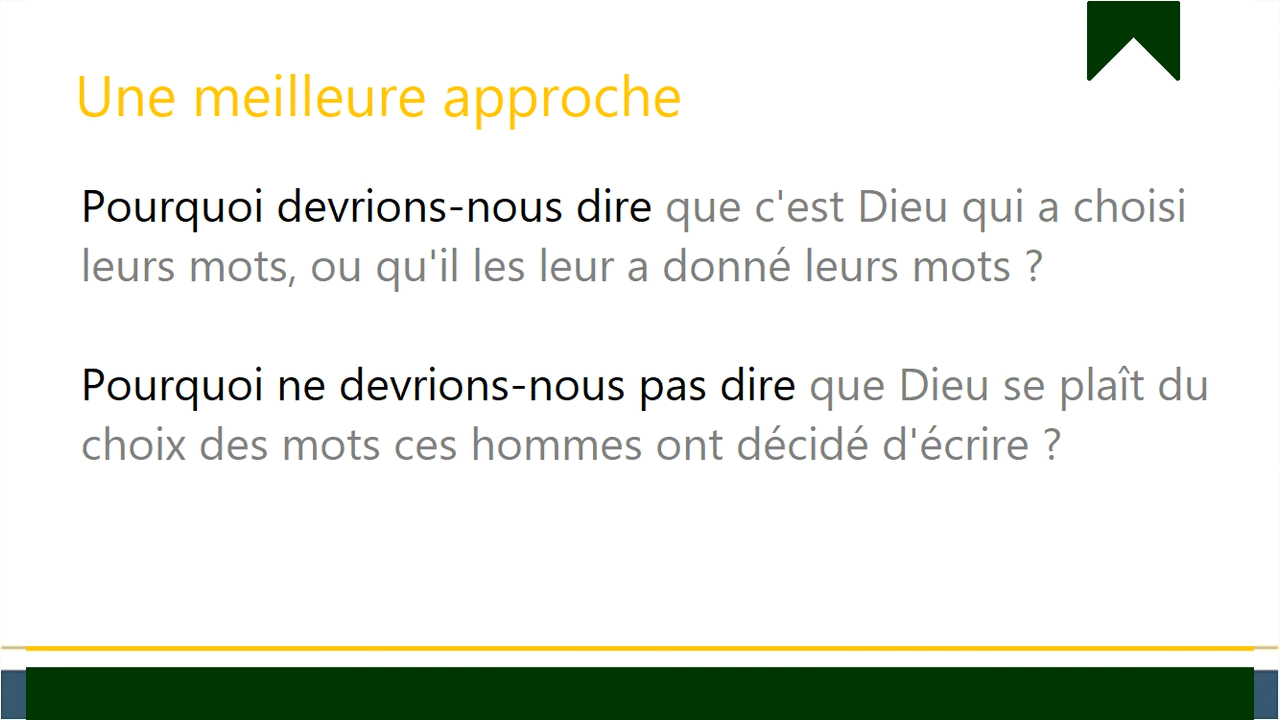 Une meilleure approche
Pourquoi devrions-nous dire que c'est Dieu qui a choisi
leurs mots, ou qu'il les leur a donné leurs mots ?
Pourquoi ne devrions-nous pas dire que Dieu se plaît du
choix des mots ces hommes ont décidé d'écrire ?